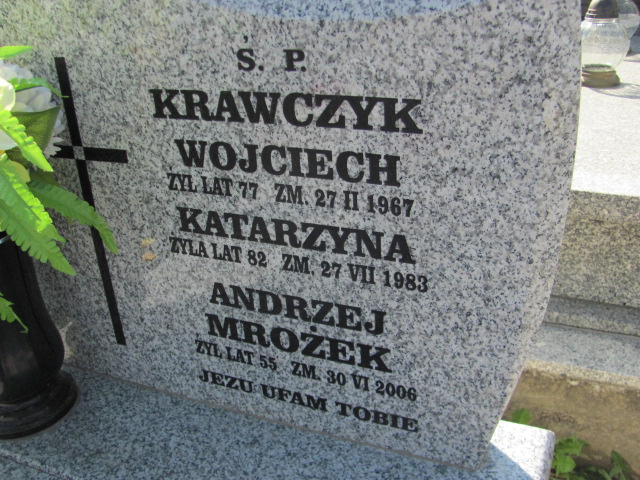 Ś. P.
KRAWCZYK
WOJCIECH
ŻYŁ LAT 77 ZM. 27 II 1967
KATARZYNA
ŻYŁA LAT 82 ZM. 27 VII 1983
ANDRZEJ
MROŻEK
ŻYŁ LAT 55 ZM. 30 VI 2006
JEZU UFAM TOBIE